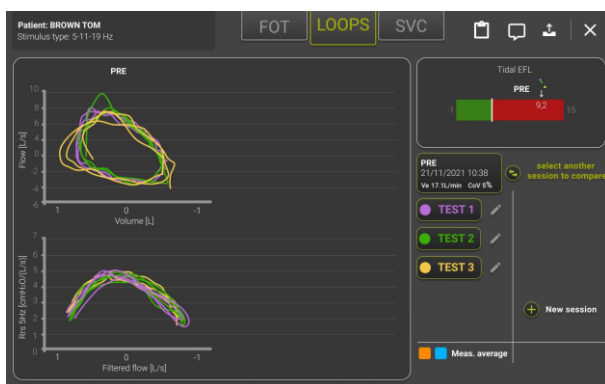 Patient: BROWN TOM
Stimulus type: 5-11-19 Hz
FOT
LOOPS
SVC
PRE
Flow [L/s]
10
8
6
4
2
0
-2
-4
-6
1
0
-1
Volume [L]
Rrs 5Hz [cmH₂O/(L/s)]
7
6
5
4
3
2
1
0
1
0
-1
Filtered flow [L/s]
Tidal EFL
PRE
-1
9,2
15
PRE
21/11/2021 10:38
Ve 17.1L/min CoV 5%
select another
session to compare
TEST 1
TEST 2
TEST 3
New session
Meas. average